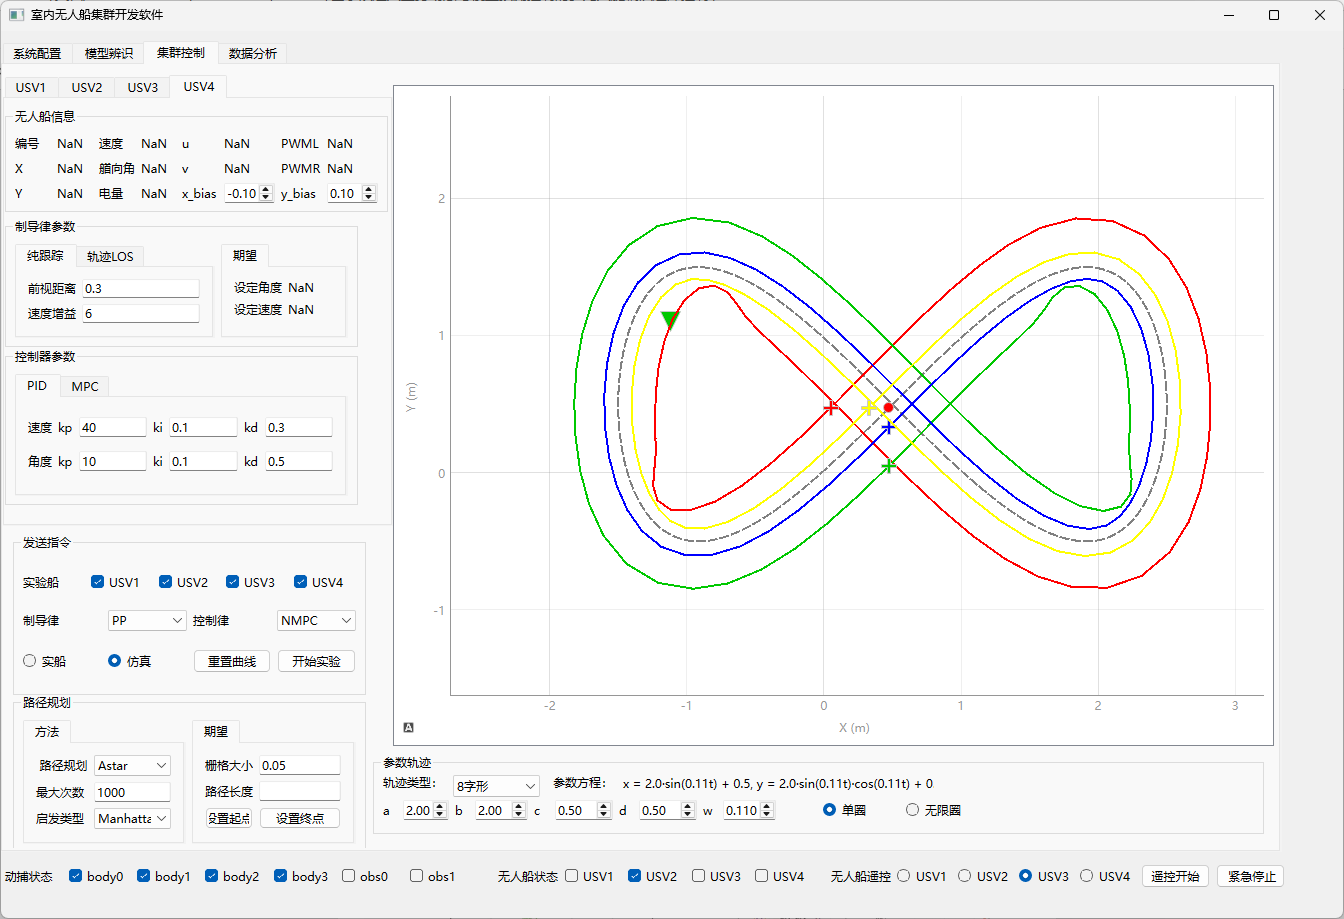 室内无人船集群开发软件
系统配置 模型辨识 集群控制 数据分析
USV1 USV2 USV3 USV4
无人船信息
编号 NaN 速度 NaN u NaN PWML NaN
X NaN 艏向角 NaN v NaN PWMR NaN
Y NaN 电量 NaN x_bias -0.10 y_bias 0.10
制导律参数
纯跟踪 轨迹LOS 期望
前视距离 0.3 设定角度 NaN
速度增益 6 设定速度 NaN
控制器参数
PID MPC
速度 kp 40 ki 0.1 kd 0.3
角度 kp 10 ki 0.1 kd 0.5
发送指令
实验船 USV1 USV2 USV3 USV4
制导律 PP 控制律 NMPC
实船 仿真 重置曲线 开始实验
路径规划
方法 期望
路径规划 Astar 栅格大小 0.05
最大次数 1000 路径长度
启发类型 Manhatta 设置起点 设置终点
2
1
0
-1
Y (m)
-2 -1 0 1 2 3
X (m)
A
参数轨迹
轨迹类型: 8字形 参数方程: x = 2.0·sin(0.11t) + 0.5, y = 2.0·sin(0.11t)·cos(0.11t) + 0
a 2.00 b 2.00 c 0.50 d 0.50 w 0.110 单圈 无限圈
动捕状态 body0 body1 body2 body3 obs0 obs1 无人船状态 USV1 USV2 USV3 USV4 无人船遥控 USV1 USV2 USV3 USV4 遥控开始 紧急停止